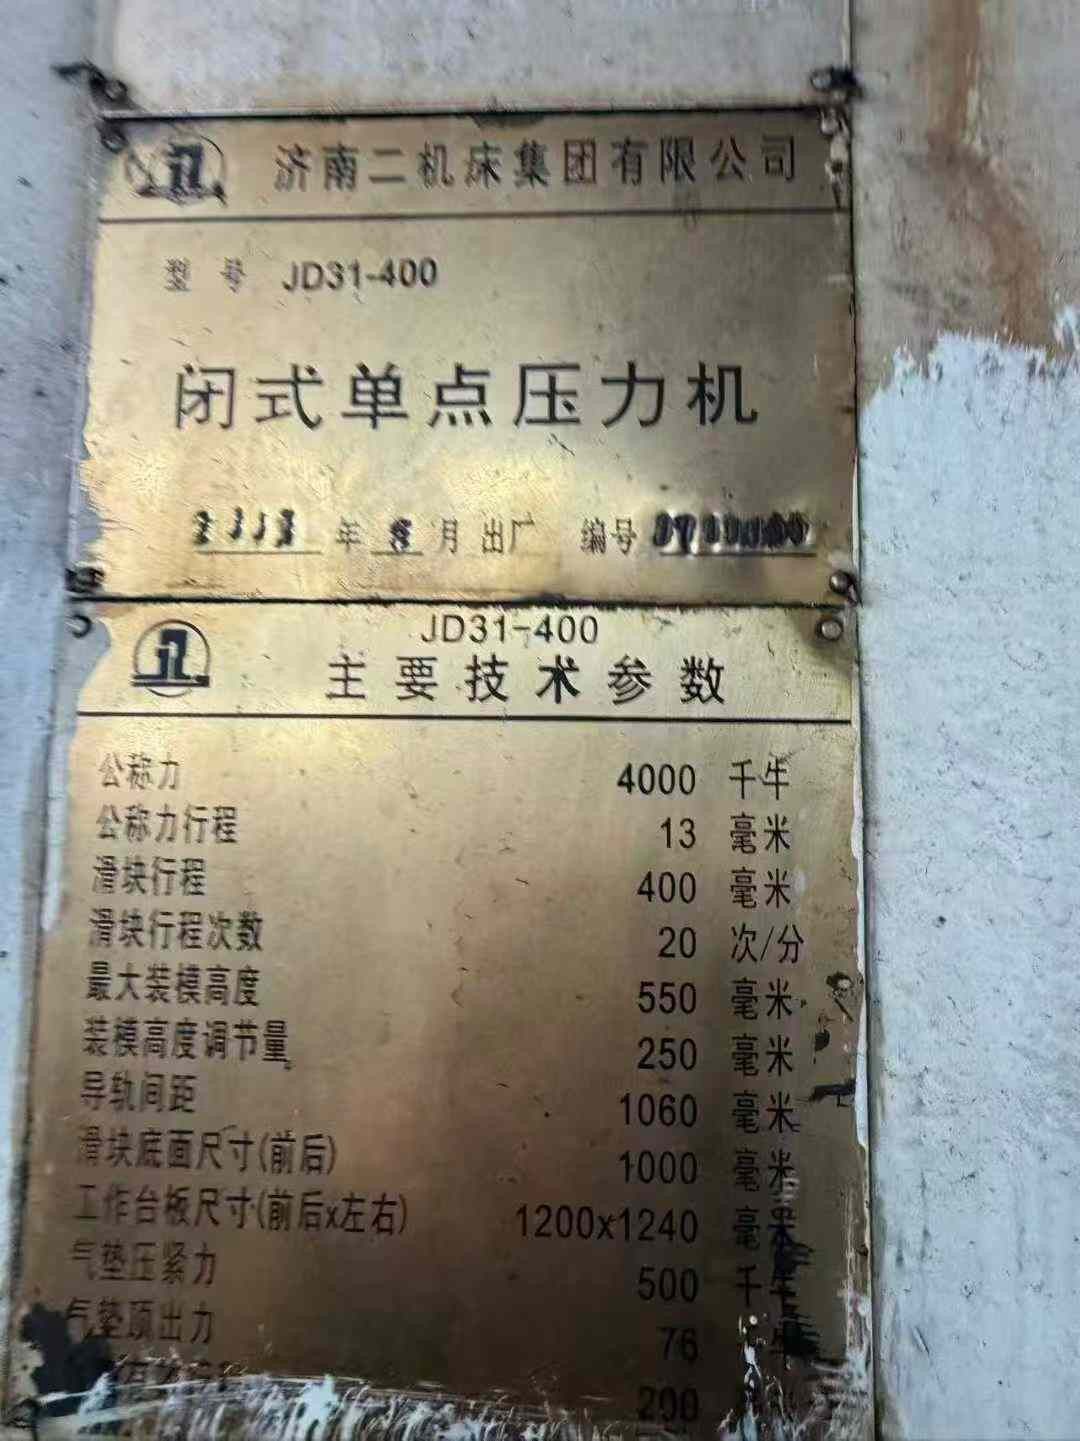 济南二机床集团有限公司
型号 JD31-400
闭式单点压力机
年 月出厂 编号
JD31-400
主要技术参数
公称力 4000 千牛
公称力行程 13 毫米
滑块行程 400 毫米
滑块行程次数 20 次/分
最大装模高度 550 毫米
装模高度调节量 250 毫米
导轨间距 1060 毫米
滑块底面尺寸(前后) 1000 毫米
工作台板尺寸(前后x左右) 1200x1240 毫米
气垫压紧力 500 千牛
气垫顶出力 76 牛
200